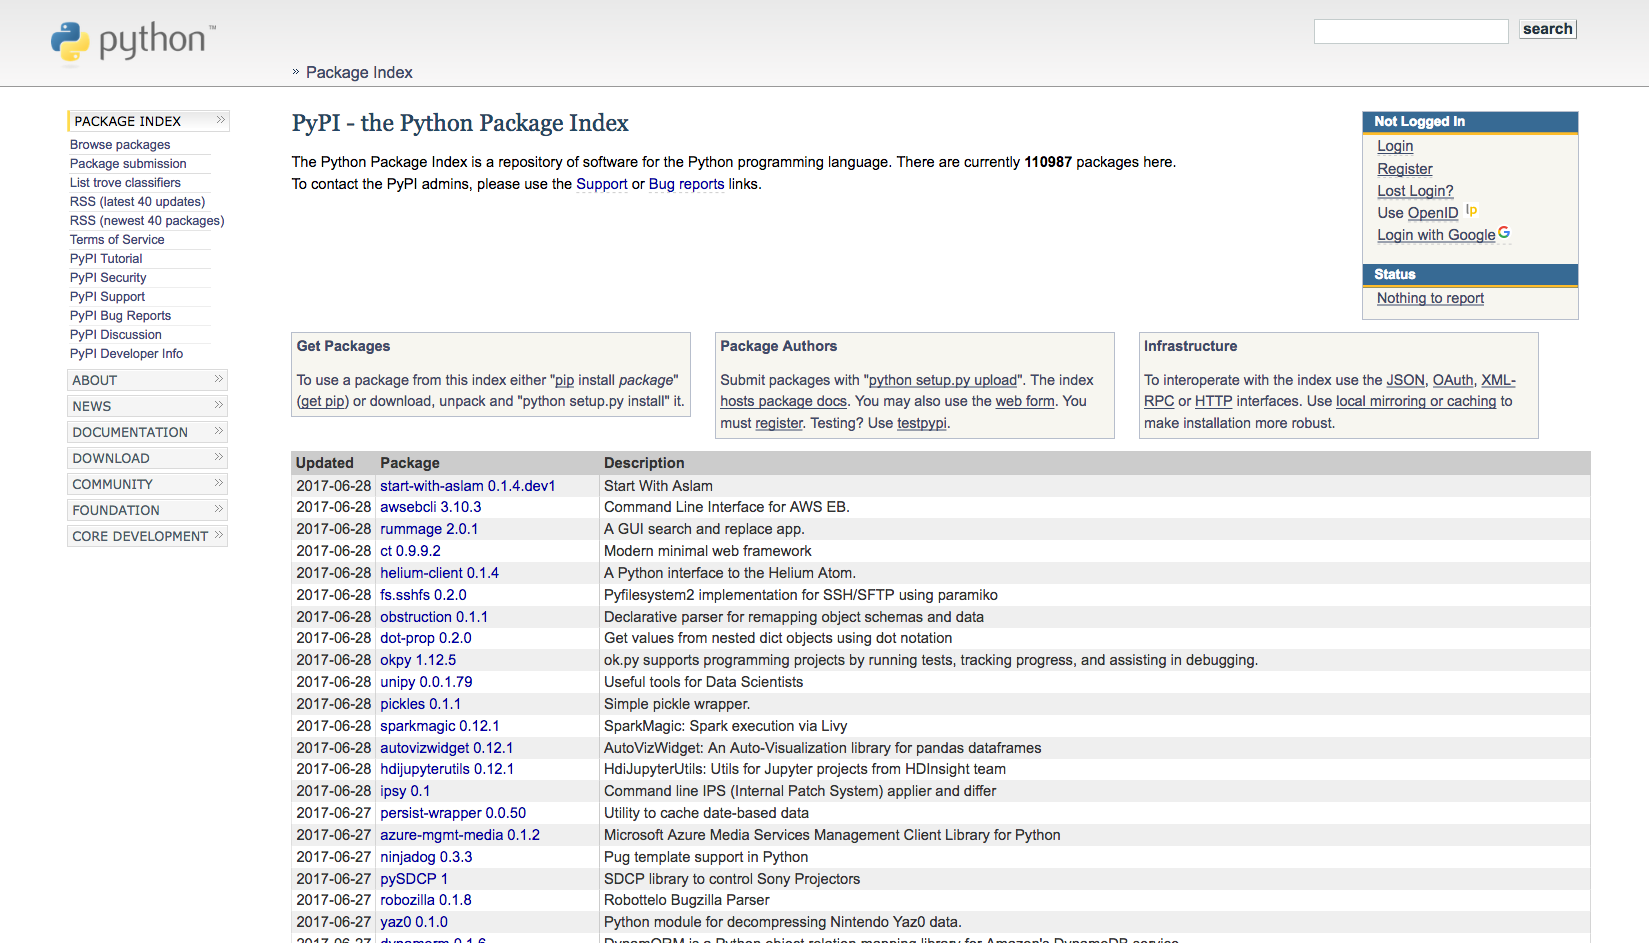 python™
search
» Package Index
PACKAGE INDEX »
Browse packages
Package submission
List trove classifiers
RSS (latest 40 updates)
RSS (newest 40 packages)
Terms of Service
PyPI Tutorial
PyPI Security
PyPI Support
PyPI Bug Reports
PyPI Discussion
PyPI Developer Info
ABOUT »
NEWS »
DOCUMENTATION »
DOWNLOAD »
COMMUNITY »
FOUNDATION »
CORE DEVELOPMENT »
PyPI - the Python Package Index
The Python Package Index is a repository of software for the Python programming language. There are currently 110987 packages here.
To contact the PyPI admins, please use the Support or Bug reports links.
Not Logged In
Login
Register
Lost Login?
Use OpenID lp
Login with Google G
Status
Nothing to report
Get Packages
To use a package from this index either "pip install package"
(get pip) or download, unpack and "python setup.py install" it.
Package Authors
Submit packages with "python setup.py upload". The index
hosts package docs. You may also use the web form. You
must register. Testing? Use testpypi.
Infrastructure
To interoperate with the index use the JSON, OAuth, XML-
RPC or HTTP interfaces. Use local mirroring or caching to
make installation more robust.
Updated Package Description
2017-06-28 start-with-aslam 0.1.4.dev1 Start With Aslam
2017-06-28 awsebcli 3.10.3 Command Line Interface for AWS EB.
2017-06-28 rummage 2.0.1 A GUI search and replace app.
2017-06-28 ct 0.9.9.2 Modern minimal web framework
2017-06-28 helium-client 0.1.4 A Python interface to the Helium Atom.
2017-06-28 fs.sshfs 0.2.0 Pyfilesystem2 implementation for SSH/SFTP using paramiko
2017-06-28 obstruction 0.1.1 Declarative parser for remapping object schemas and data
2017-06-28 dot-prop 0.2.0 Get values from nested dict objects using dot notation
2017-06-28 okpy 1.12.5 ok.py supports programming projects by running tests, tracking progress, and assisting in debugging.
2017-06-28 unipy 0.0.1.79 Useful tools for Data Scientists
2017-06-28 pickles 0.1.1 Simple pickle wrapper.
2017-06-28 sparkmagic 0.12.1 SparkMagic: Spark execution via Livy
2017-06-28 autovizwidget 0.12.1 AutoVizWidget: An Auto-Visualization library for pandas dataframes
2017-06-28 hdijupyterutils 0.12.1 HdiJupyterUtils: Utils for Jupyter projects from HDInsight team
2017-06-28 ipsy 0.1 Command line IPS (Internal Patch System) applier and differ
2017-06-27 persist-wrapper 0.0.50 Utility to cache date-based data
2017-06-27 azure-mgmt-media 0.1.2 Microsoft Azure Media Services Management Client Library for Python
2017-06-27 ninjadog 0.3.3 Pug template support in Python
2017-06-27 pySDCP 1 SDCP library to control Sony Projectors
2017-06-27 robozilla 0.1.8 Robottelo Bugzilla Parser
2017-06-27 yaz0 0.1.0 Python module for decompressing Nintendo Yaz0 data.
2017-06-27 dynamorm 0.1.6 DynamORM is a Python object relation mapping library for Amazon's DynamoDB service.